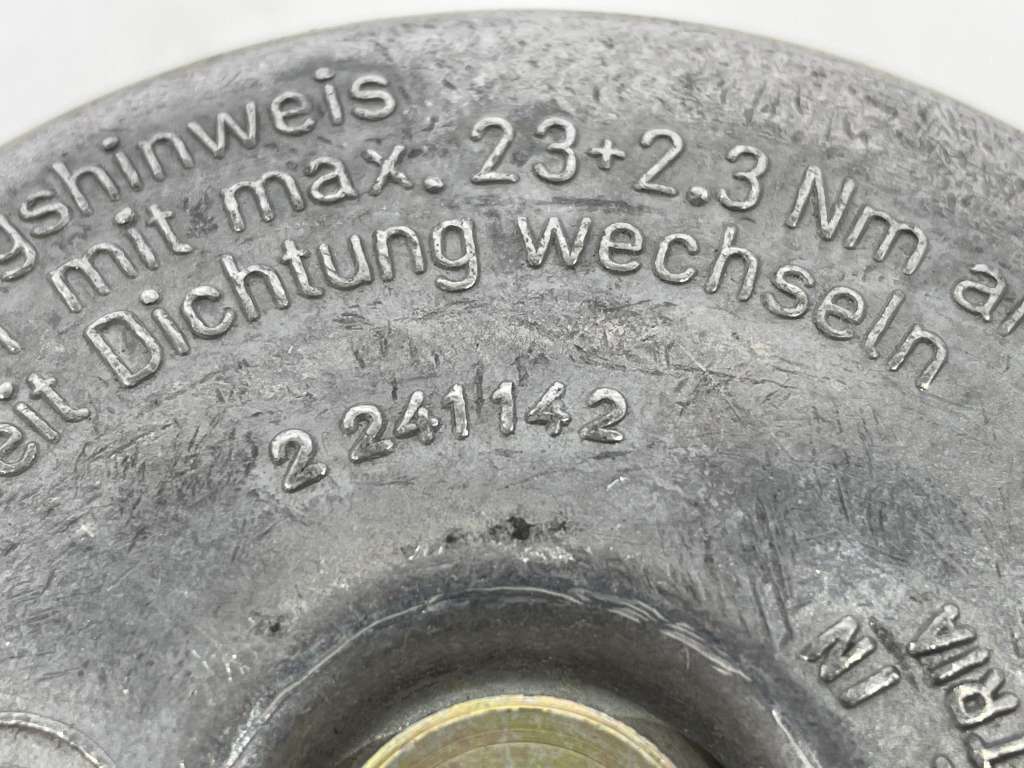 gshinweis
mit max. 23+2.3 Nm a
eit Dichtung wechseln
2 241 142
IN
TRIA